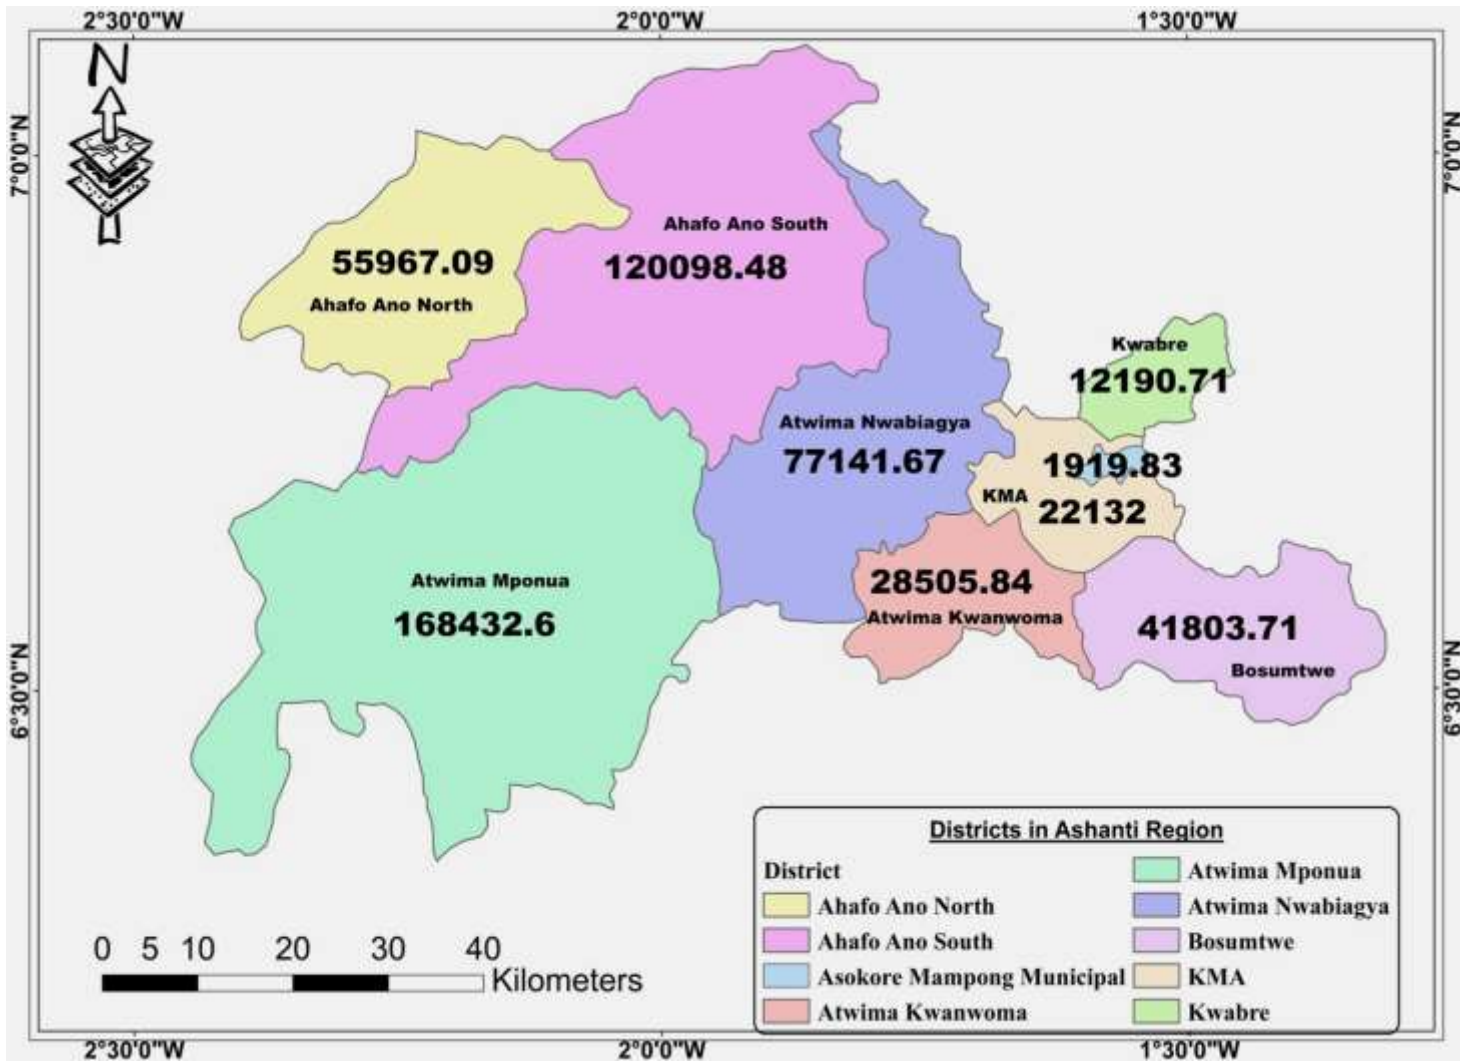 2°30'0"W 2°0'0"W 1°30'0"W
N
7°0'0"N
7°0'0"N
Ahafo Ano South
120098.48
55967.09
Ahafo Ano North
Kwabre
12190.71
Atwima Nwabiagya
77141.67
1919.83
KMA
22132
Atwima Mponua
168432.6
28505.84
Atwima Kwanwoma
41803.71
Bosumtwe
6°30'0"N
6°30'0"N
Districts in Ashanti Region
District
Ahafo Ano North
Ahafo Ano South
Asokore Mampong Municipal
Atwima Kwanwoma
Atwima Mponua
Atwima Nwabiagya
Bosumtwe
KMA
Kwabre
0 5 10 20 30 40
Kilometers
2°30'0"W 2°0'0"W 1°30'0"W